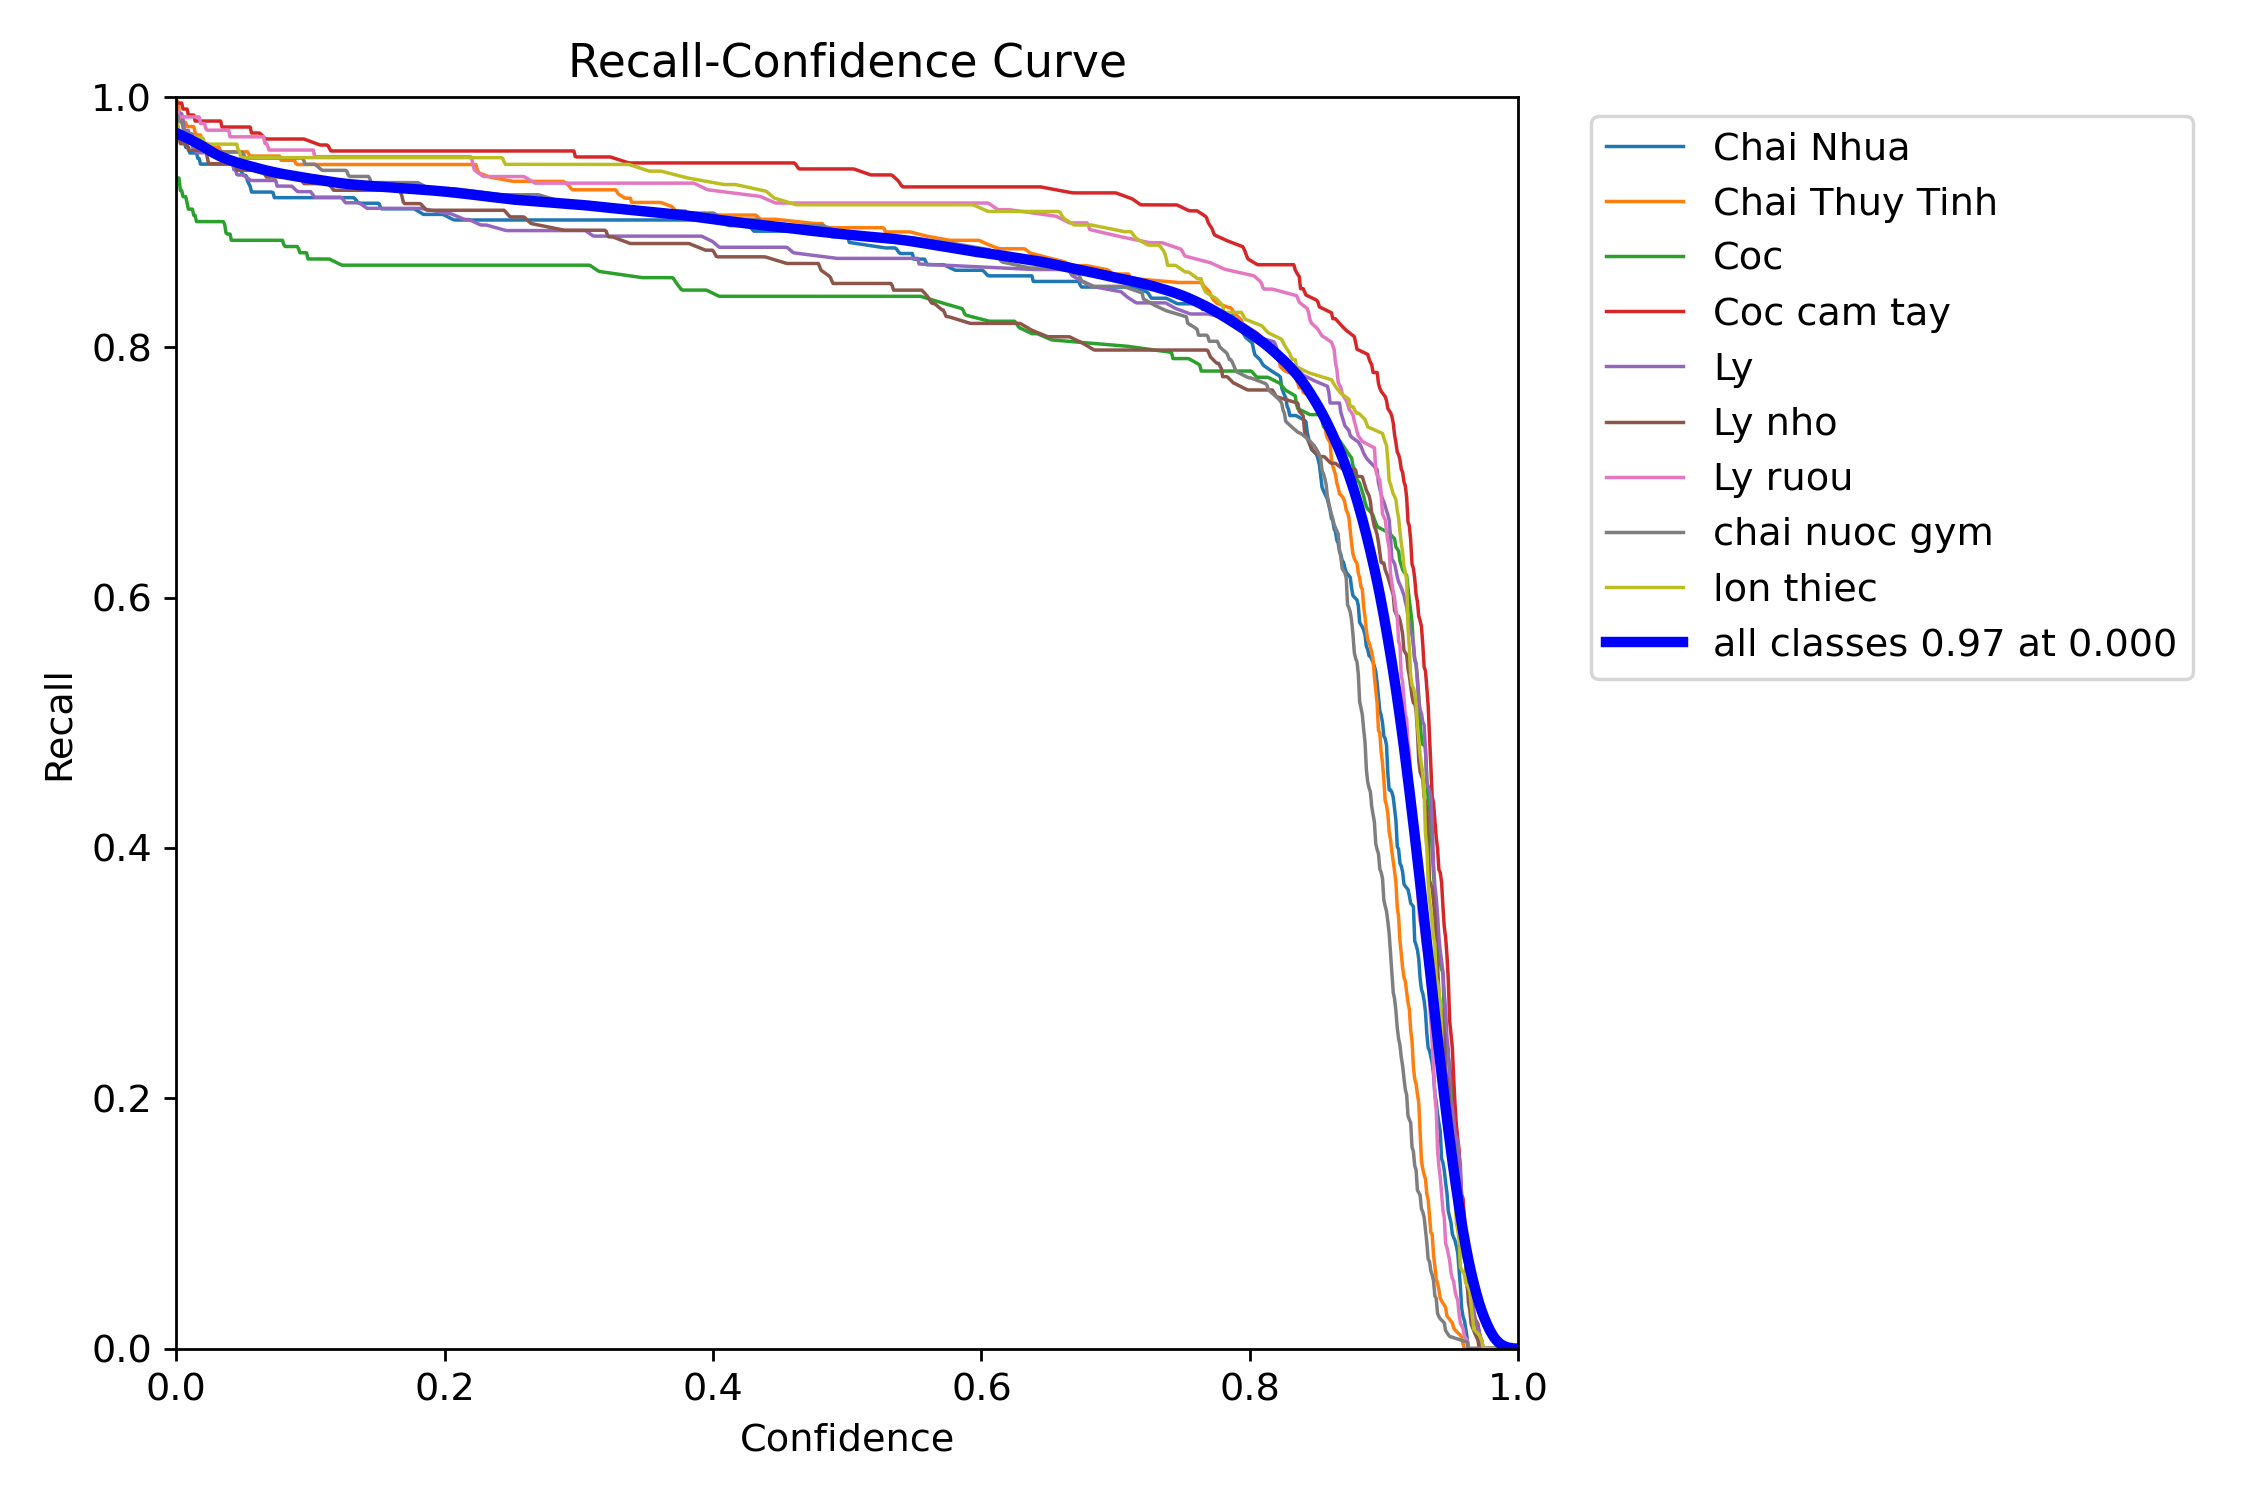 Recall-Confidence Curve
1.0
0.8
0.6
0.4
0.2
0.0
Recall
0.0 0.2 0.4 0.6 0.8 1.0
Confidence
Chai Nhua
Chai Thuy Tinh
Coc
Coc cam tay
Ly
Ly nho
Ly ruou
chai nuoc gym
lon thiec
all classes 0.97 at 0.000